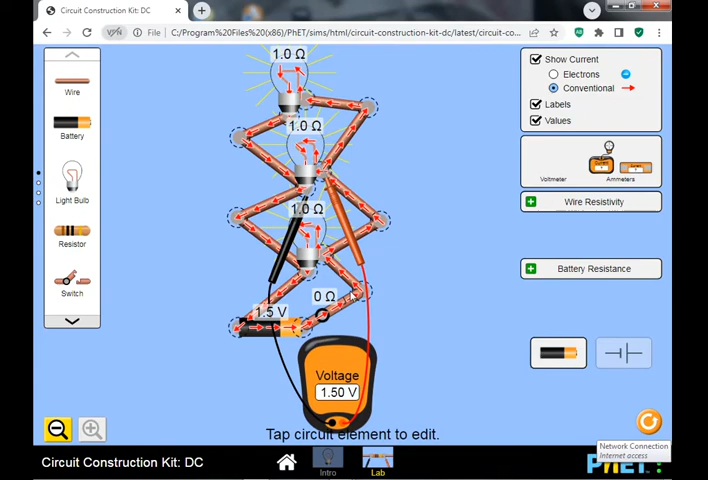 Circuit Construction Kit: DC
File
C:/Program%20Files%20(x86)/PhET/sims/html/circuit-construction-kit-dc/latest/circuit-co...
Wire
Battery
Light Bulb
Resistor
Switch
1.0 Ω
1.0 Ω
1.0 Ω
0 Ω
1.5 V
Voltage
1.50 V
Tap circuit element to edit.
Show Current
Electrons
Conventional
Labels
Values
Voltmeter
Ammeters
Wire Resistivity
Battery Resistance
Network Connection
Internet access
Circuit Construction Kit: DC
Intro
Lab
PhET